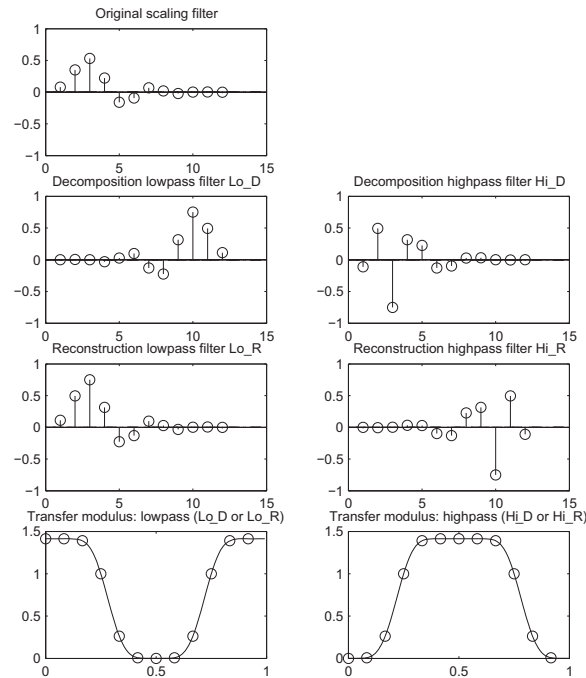 Original scaling filter
1
0.5
0
−0.5
−1
0 5 10 15
Decomposition lowpass filter Lo_D
1
0.5
0
−0.5
−1
0 5 10 15
Decomposition highpass filter Hi_D
1
0.5
0
−0.5
−1
0 5 10 15
Reconstruction lowpass filter Lo_R
1
0.5
0
−0.5
−1
0 5 10 15
Reconstruction highpass filter Hi_R
1
0.5
0
−0.5
−1
0 5 10 15
Transfer modulus: lowpass (Lo_D or Lo_R)
1.5
1
0.5
0
0 0.5 1
Transfer modulus: highpass (Hi_D or Hi_R)
1.5
1
0.5
0
0 0.5 1